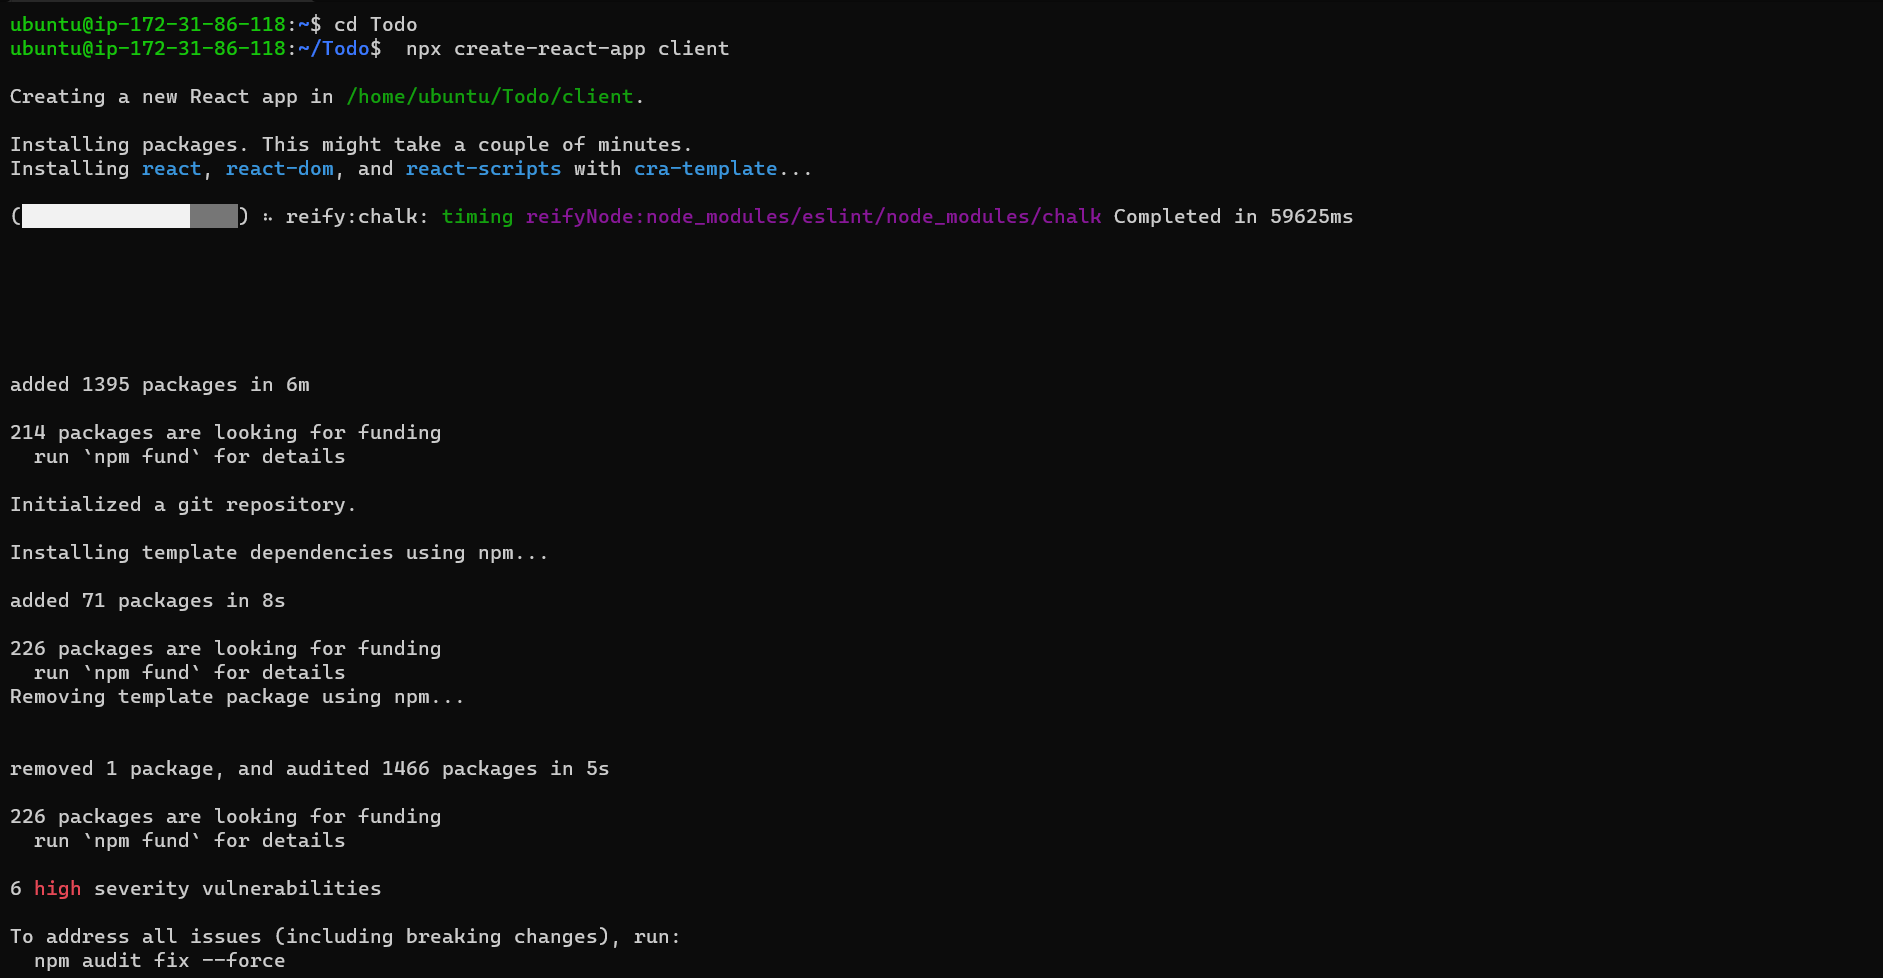 ubuntu@ip-172-31-86-118:~$ cd Todo
ubuntu@ip-172-31-86-118:~/Todo$  npx create-react-app client
Creating a new React app in /home/ubuntu/Todo/client.
Installing packages. This might take a couple of minutes.
Installing react, react-dom, and react-scripts with cra-template...
() ⠦ reify:chalk: timing reifyNode:node_modules/eslint/node_modules/chalk Completed in 59625ms
added 1395 packages in 6m
214 packages are looking for funding
  run `npm fund` for details
Initialized a git repository.
Installing template dependencies using npm...
added 71 packages in 8s
226 packages are looking for funding
  run `npm fund` for details
Removing template package using npm...
removed 1 package, and audited 1466 packages in 5s
226 packages are looking for funding
  run `npm fund` for details
6 high severity vulnerabilities
To address all issues (including breaking changes), run:
  npm audit fix --force